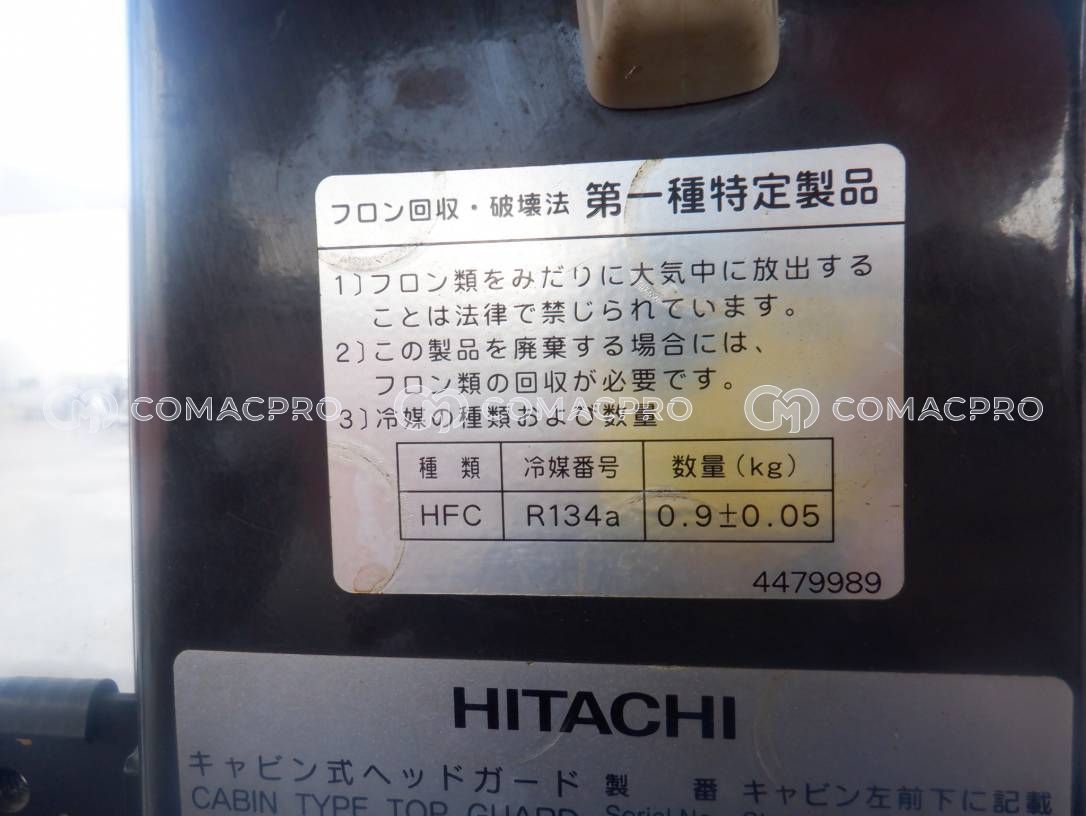 フロン回収・破壊法 第一種特定製品
1)フロン類をみだりに大気中に放出する
ことは法律で禁じられています。
2)この製品を廃棄する場合には、
フロン類の回収が必要です。
COMACPRO COMACPRO COMACPRO
3)冷媒の種類および数量
種類 冷媒番号 数量(kg)
HFC R134a 0.9±0.05
4479989
HITACHI
キャビン式ヘッドガード 製 番 キャビン左前下に記載
CABIN TYPE TOP GUARD Serial No.